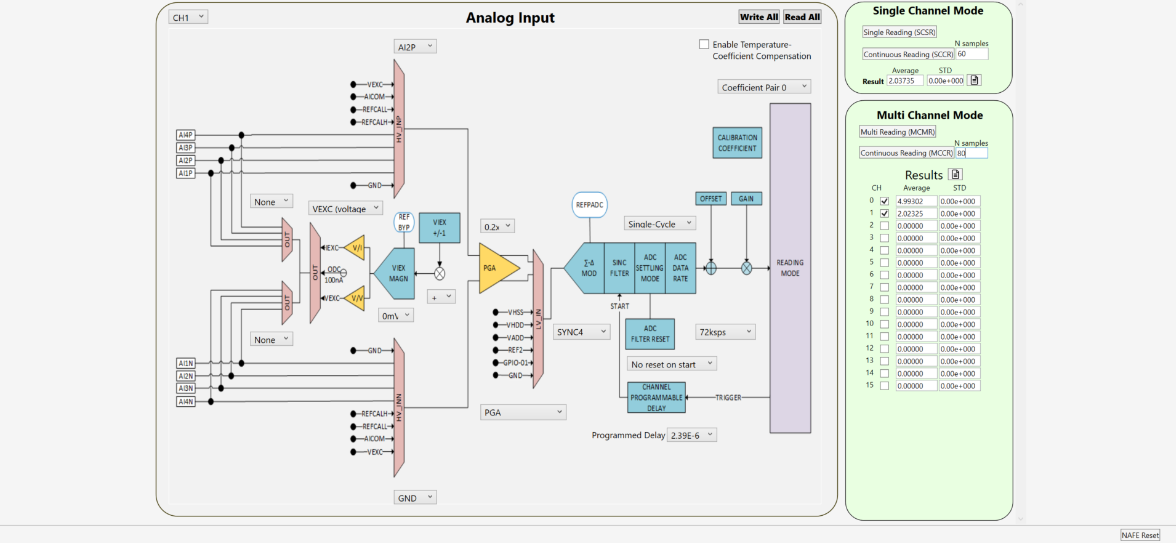 CH1
Analog Input
Write All
Read All
AI2P
Enable Temperature-
Coefficient Compensation
Coefficient Pair 0
VEXC
AICOM
REFCALL
REFCALH
HV_INP
GND
AI4P
AI3P
AI2P
AI1P
None
VEXC (voltage
OUT
OUT
IEXC
V/I
ODC
100nA
VEXC
V/V
OUT
None
REF
BYP
VIEX
+/-1
VIEX
MAGN
+
0mV
0.2x
PGA
LV_IN
VHSS
VHDD
VADD
REF2
GPIO-01
GND
PGA
REFPADC
Σ-Δ
MOD
SINC
FILTER
ADC
SETTLING
MODE
ADC
DATA
RATE
Single-Cycle
START
SYNC4
ADC
FILTER RESET
72ksps
No reset on start
CHANNEL
PROGRAMMABLE
DELAY
TRIGGER
Programmed Delay
2.39E-6
CALIBRATION
COEFFICIENT
OFFSET
GAIN
READING
MODE
AI1N
AI2N
AI3N
AI4N
GND
HV_INN
REFCALH
REFCALL
AICOM
VEXC
GND
Single Channel Mode
Single Reading (SCSR)
N samples
Continuous Reading (SCCR)
60
Average
STD
Result
2.03735
0.00e+000
Multi Channel Mode
Multi Reading (MCMR)
N samples
Continuous Reading (MCCR)
80
Results
CH Average STD
0 4.99302 0.00e+000
1 2.02325 0.00e+000
2 0.00000 0.00e+000
3 0.00000 0.00e+000
4 0.00000 0.00e+000
5 0.00000 0.00e+000
6 0.00000 0.00e+000
7 0.00000 0.00e+000
8 0.00000 0.00e+000
9 0.00000 0.00e+000
10 0.00000 0.00e+000
11 0.00000 0.00e+000
12 0.00000 0.00e+000
13 0.00000 0.00e+000
14 0.00000 0.00e+000
15 0.00000 0.00e+000
NAFE Reset